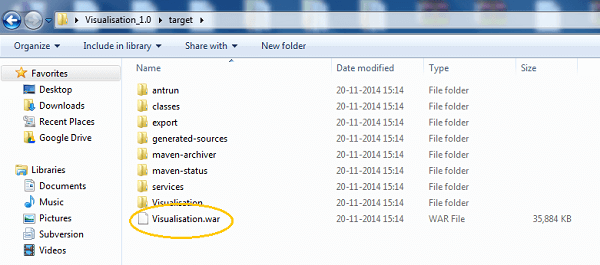 Visualisation_1.0 target
Organize Include in library Share with New folder
Favorites
Desktop
Downloads
Recent Places
Google Drive
Libraries
Documents
Music
Pictures
Subversion
Videos
Name Date modified Type Size
antrun 20-11-2014 15:14 File folder
classes 20-11-2014 15:14 File folder
export 20-11-2014 15:14 File folder
generated-sources 20-11-2014 15:14 File folder
maven-archiver 20-11-2014 15:14 File folder
maven-status 20-11-2014 15:14 File folder
services 20-11-2014 15:14 File folder
Visualisation 20-11-2014 15:14 File folder
Visualisation.war 20-11-2014 15:14 WAR File 35,884 KB